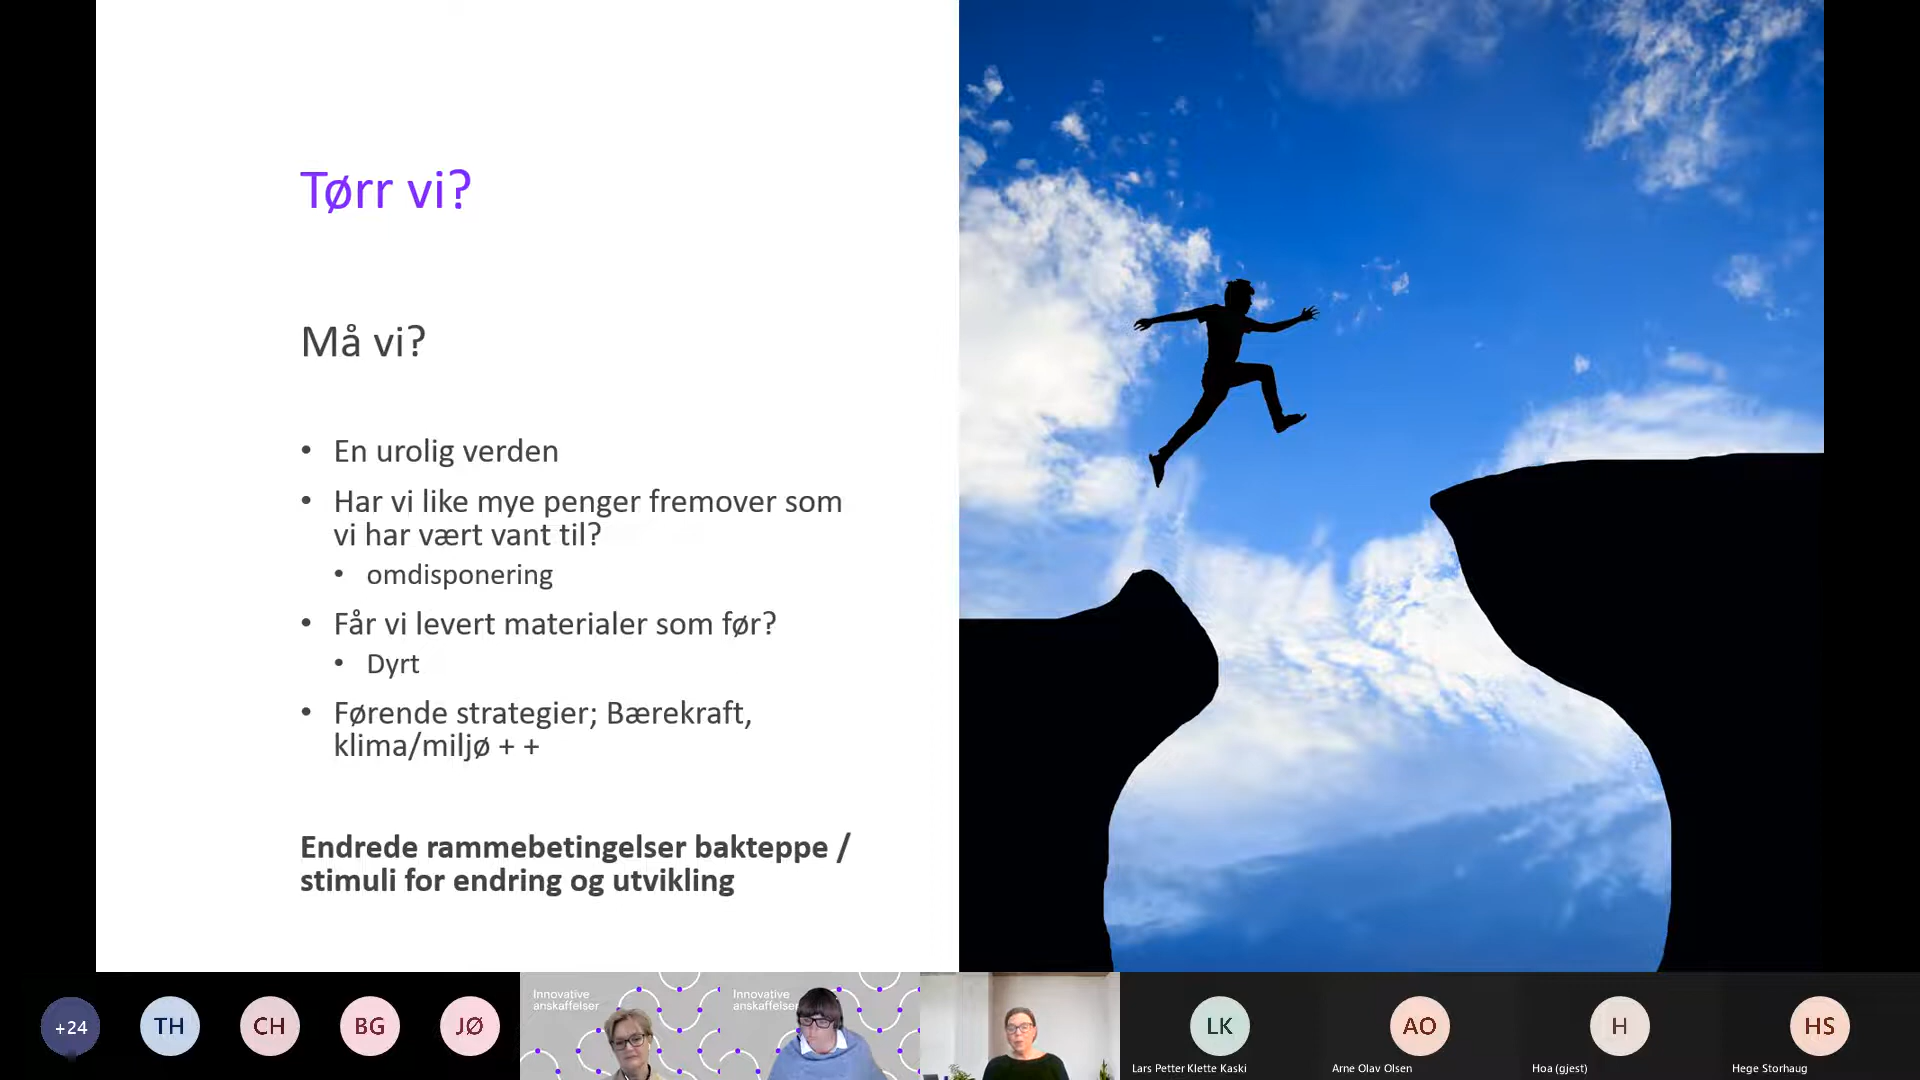 Tørr vi?
Må vi?
• En urolig verden
• Har vi like mye penger fremover som
vi har vært vant til?
• omdisponering
• Får vi levert materialer som før?
• Dyrt
• Førende strategier; Bærekraft,
klima/miljø + +
Endrede rammebetingelser bakteppe /
stimuli for endring og utvikling
+24
TH
CH
BG
JØ
Innovative
anskaffelser
Innovative
anskaffelser
LK
Lars Petter Klette Kaski
AO
Arne Olav Olsen
H
Hoa (gjest)
HS
Hege Storhaug